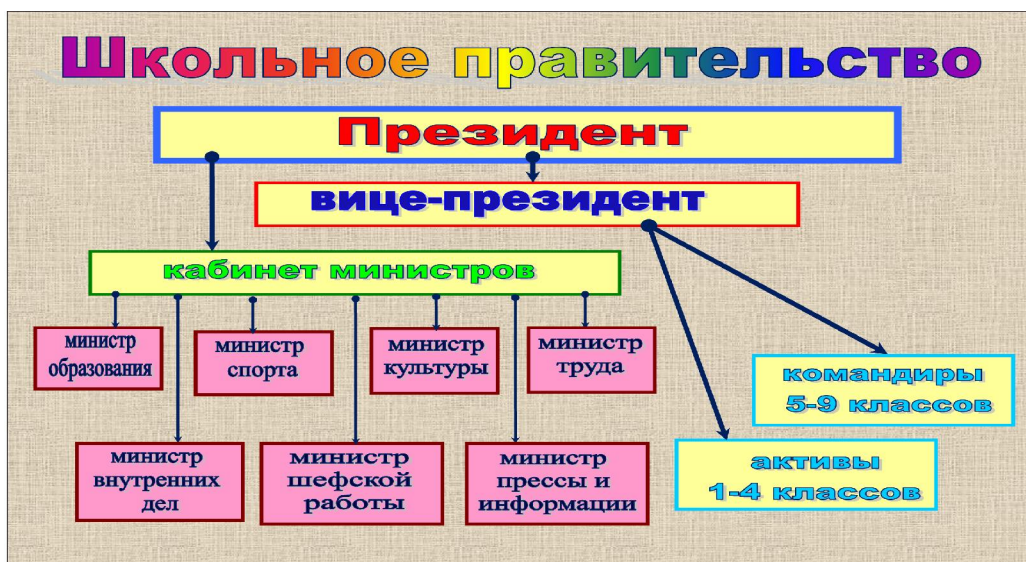 Школьное правительство
Президент
вице-президент
кабинет министров
министр
образования
министр
спорта
министр
культуры
министр
труда
министр
внутренних
дел
министр
шефской
работы
министр
прессы и
информации
командиры
5-9 классов
активы
1-4 классов